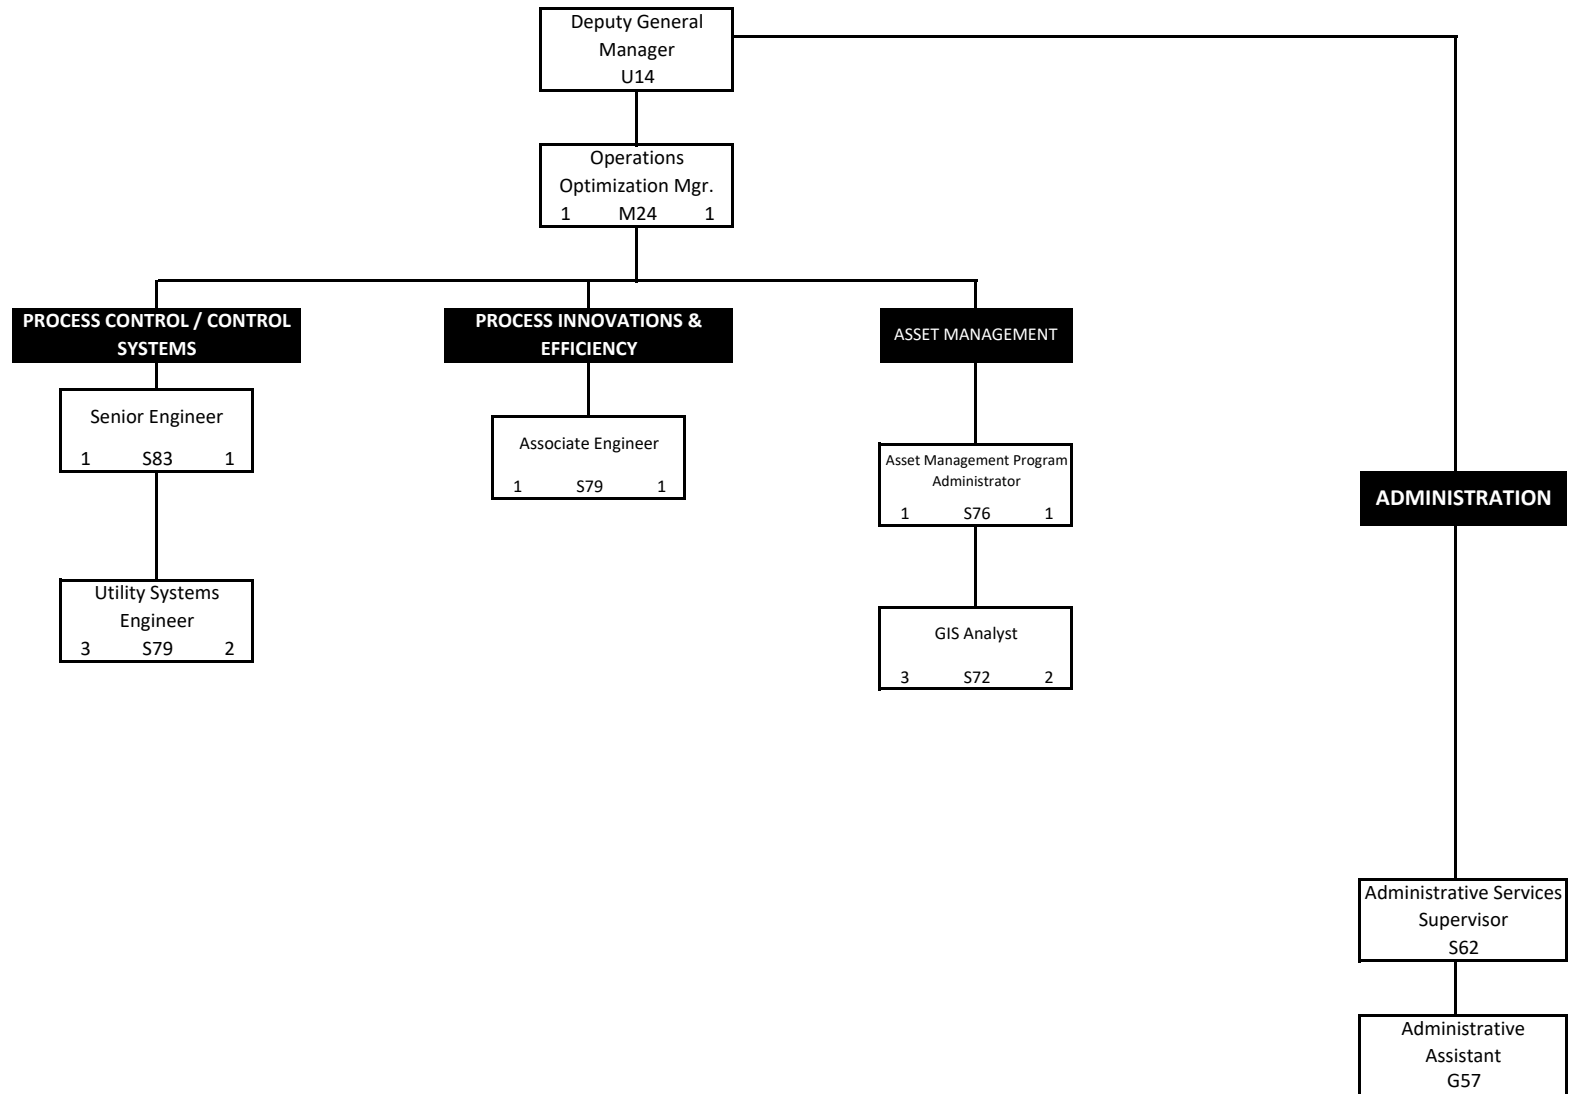 Deputy General
Manager
U14
Operations
Optimization Mgr.
1 M24 1
PROCESS CONTROL / CONTROL
SYSTEMS
PROCESS INNOVATIONS &
EFFICIENCY
ASSET MANAGEMENT
Senior Engineer
1 S83 1
Associate Engineer
1 S79 1
Asset Management Program
Administrator
1 S76 1
ADMINISTRATION
Utility Systems
Engineer
3 S79 2
GIS Analyst
3 S72 2
Administrative Services
Supervisor
S62
Administrative
Assistant
G57